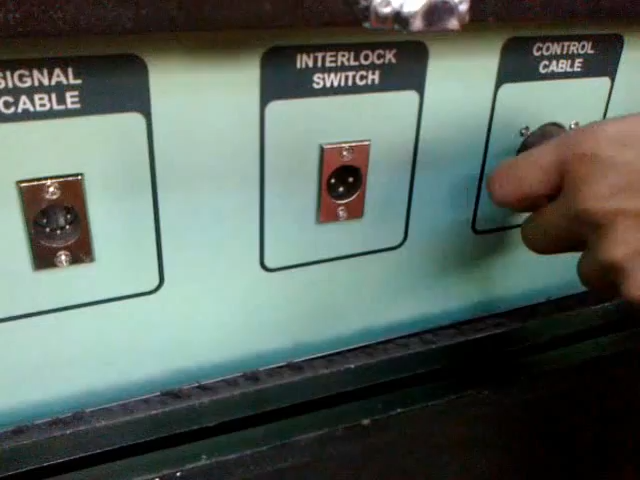 SIGNAL
CABLE
INTERLOCK
SWITCH
CONTROL
CABLE